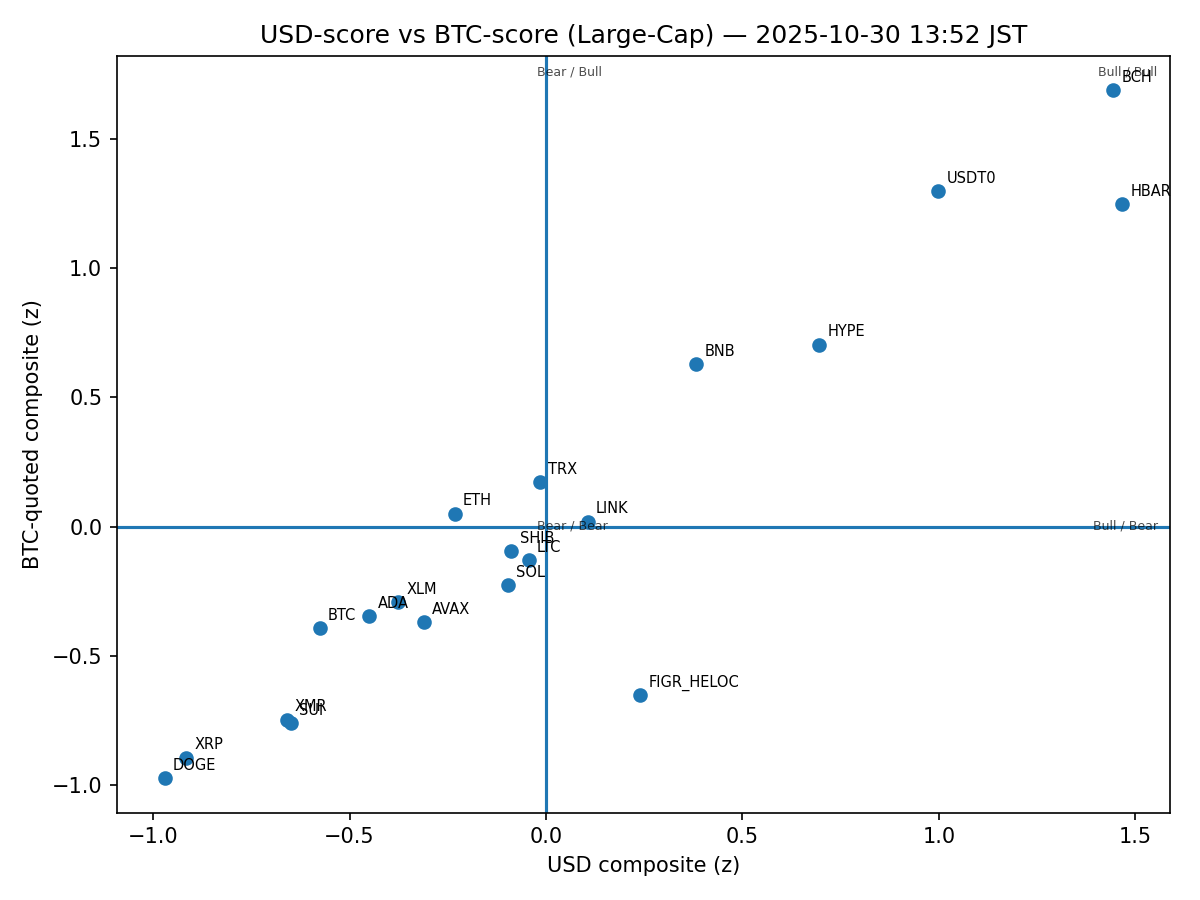 USD-score vs BTC-score (Large-Cap) — 2025-10-30 13:52 JST
Bear / Bull
Bull / Bull
BCH
1.5
USDT0
HBAR
1.0
HYPE
BNB
0.5
TRX
ETH
LINK
0.0
Bear / Bear
Bull / Bear
SHIB
LTC
SOL
XLM
ADA
AVAX
BTC
−0.5
FIGR_HELOC
XMR
SUI
XRP
DOGE
−1.0
−1.0
−0.5
0.0
0.5
1.0
1.5
USD composite (z)
BTC-quoted composite (z)